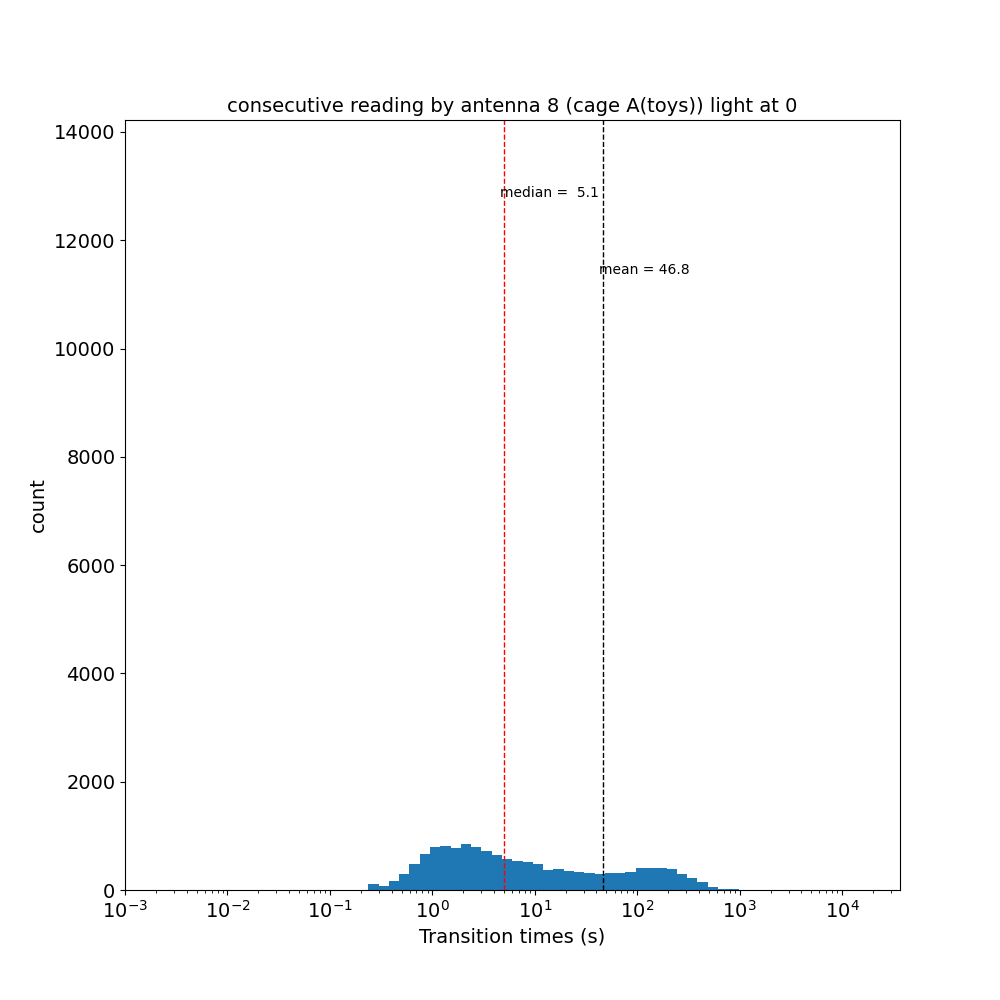 consecutive reading by antenna 8 (cage A(toys)) light at 0
14000
median =  5.1
12000
mean = 46.8
10000
8000
count
6000
4000
2000
0
10⁻³ 10⁻² 10⁻¹ 10⁰ 10¹ 10² 10³ 10⁴
Transition times (s)